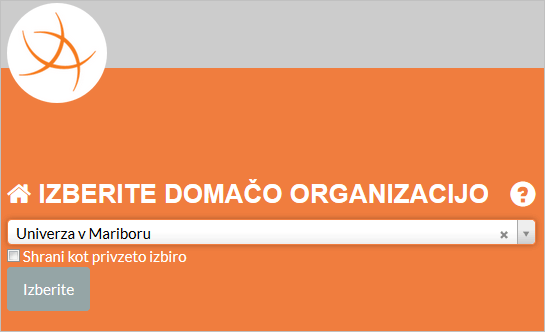 IZBERITE DOMAČO ORGANIZACIJO ?
Univerza v Mariboru
Shrani kot privzeto izbiro
Izberite